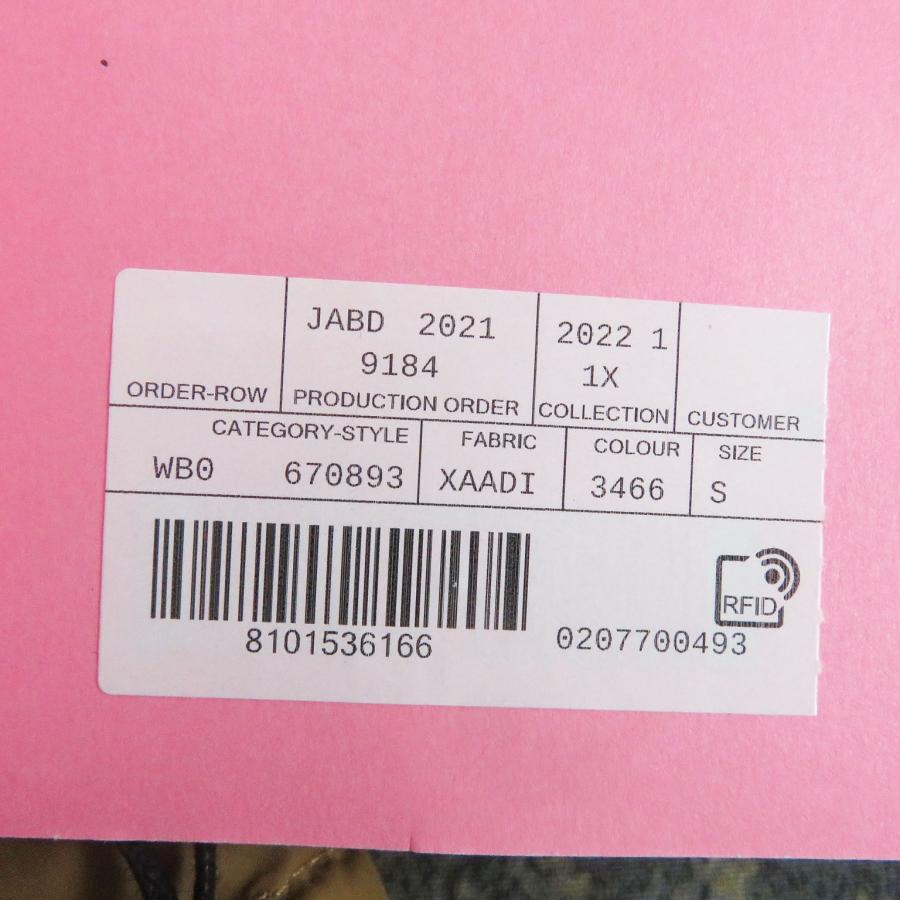 JABD 2021
9184
2022 1
1X
ORDER-ROW
PRODUCTION ORDER
COLLECTION
CUSTOMER
CATEGORY-STYLE
FABRIC
COLOUR
SIZE
WB0 670893
XAADI
3466
S
RFID
8101536166
0207700493